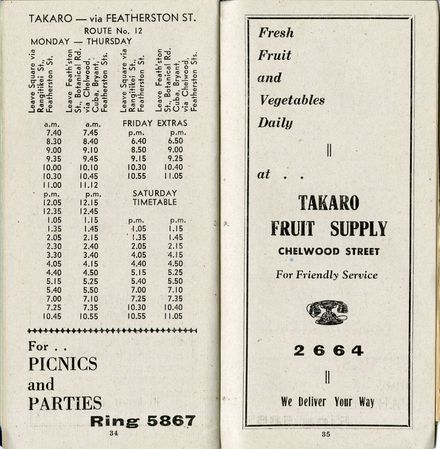 TAKARO — via FEATHERSTON ST.
ROUTE No. 12
MONDAY — THURSDAY
Leave Square via
Rangitikei St.,
Featherston Sts.
Leave Feath'ston
St., Botanical Rd.
via Chelwood,
Cuba, Bryant,
Featherston Sts.
Leave Square via
Rangitikei St.,
Featherston St.
Leave Feath'ston
St., Botanical Rd.
Cuba, Bryant,
via Chelwood,
Featherston Sts.
a.m. a.m. FRIDAY EXTRAS
7.40 7.45 p.m. p.m.
8.30 8.40 6.40 6.50
9.00 9.10 8.50 9.00
9.35 9.45 9.15 9.25
10.00 10.10 10.30 10.40
10.30 10.45 10.55 11.05
11.00 11.12
p.m. p.m. SATURDAY
12.05 12.15 TIMETABLE
12.35 12.45
1.05 1.15 p.m. p.m.
1.35 1.45 1.05 1.15
2.05 2.15 1.35 1.45
2.30 2.40 2.05 2.15
3.30 3.40 4.05 4.15
4.05 4.15 4.40 4.50
4.40 4.50 5.15 5.25
5.15 5.25 5.40 5.50
5.40 5.50 7.00 7.10
7.00 7.10 7.25 7.35
7.25 7.35 10.30 10.40
10.45 10.55 10.55 11.05
For . .
PICNICS
and
PARTIES
Ring 5867
34
Fresh
Fruit
and
Vegetables
Daily
at . .
TAKARO
FRUIT SUPPLY
CHELWOOD STREET
For Friendly Service
2664
We Deliver Your Way
35